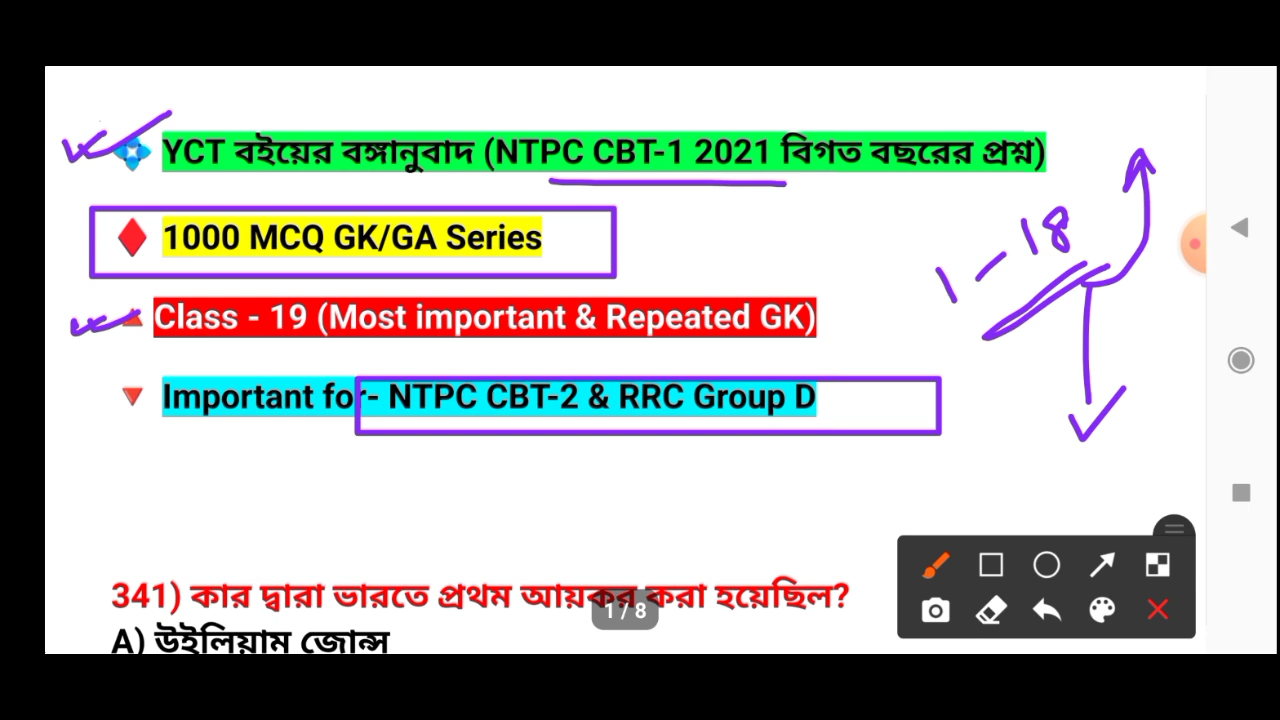 YCT বইয়ের বঙ্গানুবাদ (NTPC CBT-1 2021 বিগত বছরের প্রশ্ন)
1000 MCQ GK/GA Series
1 - 18
Class - 19 (Most important & Repeated GK)
Important for- NTPC CBT-2 & RRC Group D
341) কার দ্বারা ভারতে প্রথম আয়কর করা হয়েছিল?
1 / 8
A) উইলিয়াম জোন্স